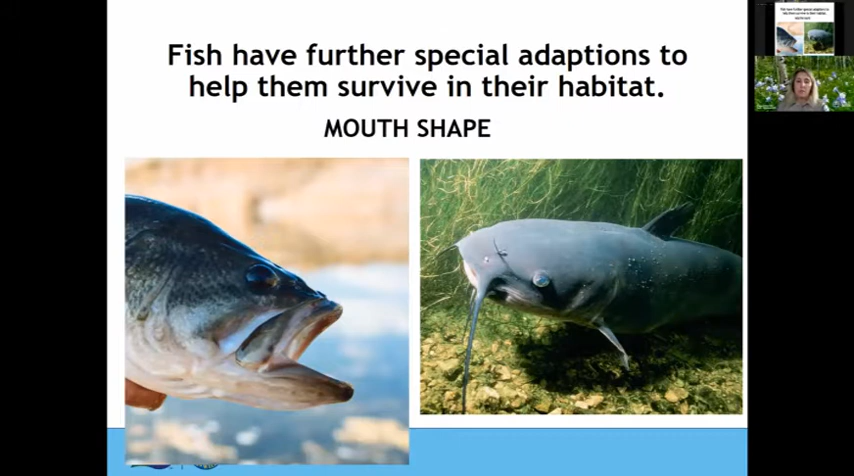 Fish have further special adaptions to
help them survive in their habitat.
MOUTH SHAPE